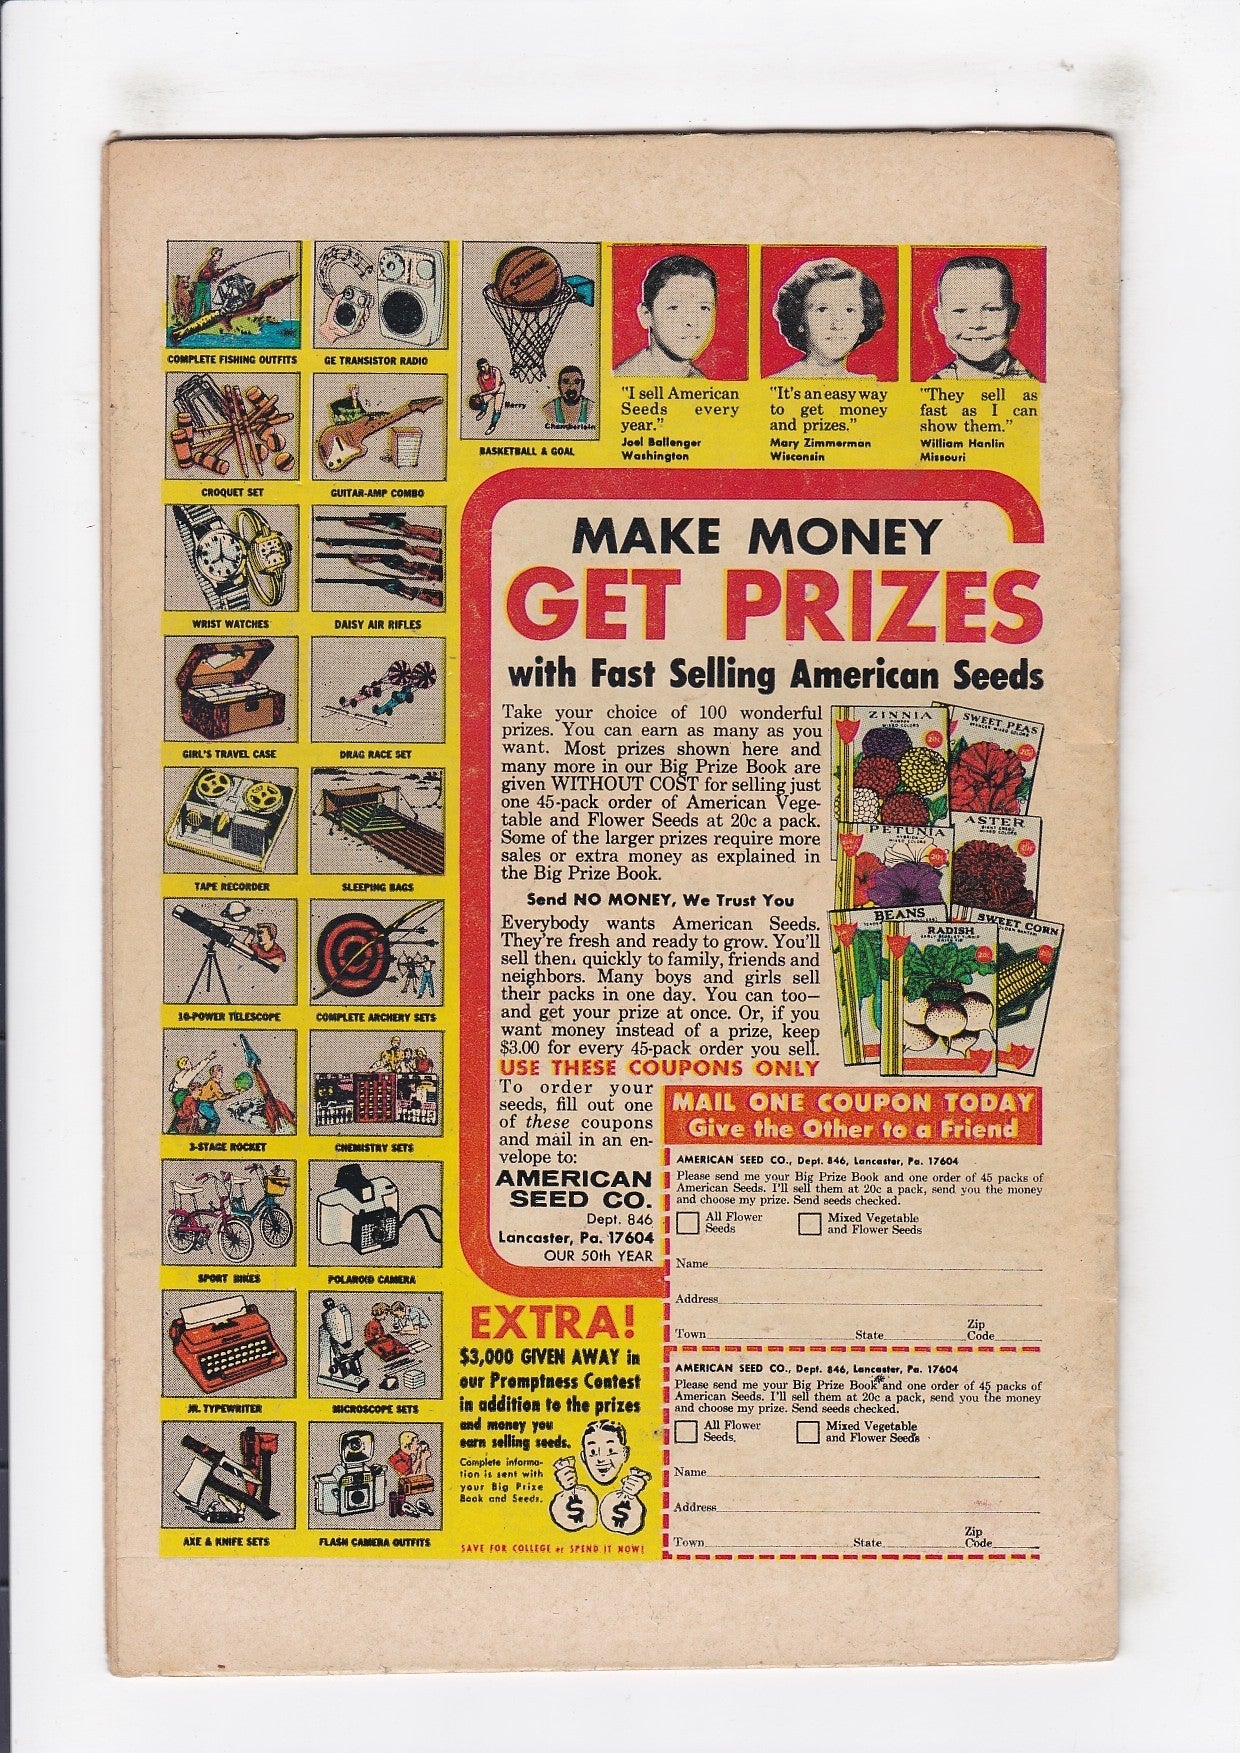 COMPLETE FISHING OUTFITS
GE TRANSISTOR RADIO
SPALDING
Barry
Chamberlain
BASKETBALL & GOAL
CROQUET SET
GUITAR-AMP COMBO
WRIST WATCHES
DAISY AIR RIFLES
GIRL'S TRAVEL CASE
DRAG RACE SET
TAPE RECORDER
SLEEPING BAGS
10-POWER TELESCOPE
COMPLETE ARCHERY SETS
3-STAGE ROCKET
CHEMISTRY SETS
SPORT BIKES
POLAROID CAMERA
JR. TYPEWRITER
MICROSCOPE SETS
AXE & KNIFE SETS
FLASH CAMERA OUTFITS
"I sell American
Seeds every
year."
Joel Ballenger
Washington
"It's an easy way
to get money
and prizes."
Mary Zimmerman
Wisconsin
"They sell as
fast as I can
show them."
William Hanlin
Missouri
MAKE MONEY
GET PRIZES
with Fast Selling American Seeds
Take your choice of 100 wonderful
prizes. You can earn as many as you
want. Most prizes shown here and
many more in our Big Prize Book are
given WITHOUT COST for selling just
one 45-pack order of American Vege-
table and Flower Seeds at 20c a pack.
Some of the larger prizes require more
sales or extra money as explained in
the Big Prize Book.
Send NO MONEY, We Trust You
Everybody wants American Seeds.
They're fresh and ready to grow. You'll
sell them quickly to family, friends and
neighbors. Many boys and girls sell
their packs in one day. You can too—
and get your prize at once. Or, if you
want money instead of a prize, keep
$3.00 for every 45-pack order you sell.
USE THESE COUPONS ONLY
To order your
seeds, fill out one
of these coupons
and mail in an en-
velope to:
AMERICAN
SEED CO.
Dept. 846
Lancaster, Pa. 17604
OUR 50th YEAR
ZINNIA
MIXED COLORS
20¢
SWEET PEAS
MIXED COLORS
20¢
PETUNIA
MIXED COLORS
20¢
ASTER
MIXED COLORS
20¢
BEANS
RADISH
20¢
SWEET CORN
MAIL ONE COUPON TODAY
Give the Other to a Friend
AMERICAN SEED CO., Dept. 846, Lancaster, Pa. 17604
Please send me your Big Prize Book and one order of 45 packs of
American Seeds. I'll sell them at 20c a pack, send you the money
and choose my prize. Send seeds checked.
All Flower
Seeds
Mixed Vegetable
and Flower Seeds
Name
Address
Town State Zip Code
AMERICAN SEED CO., Dept. 846, Lancaster, Pa. 17604
Please send me your Big Prize Book and one order of 45 packs of
American Seeds. I'll sell them at 20c a pack, send you the money
and choose my prize. Send seeds checked.
All Flower
Seeds.
Mixed Vegetable
and Flower Seeds
Name
Address
Town State Zip Code
EXTRA!
$3,000 GIVEN AWAY in
our Promptness Contest
in addition to the prizes
and money you
earn selling seeds.
Complete informa-
tion is sent with
your Big Prize
Book and Seeds.
$ $
SAVE FOR COLLEGE or SPEND IT NOW!